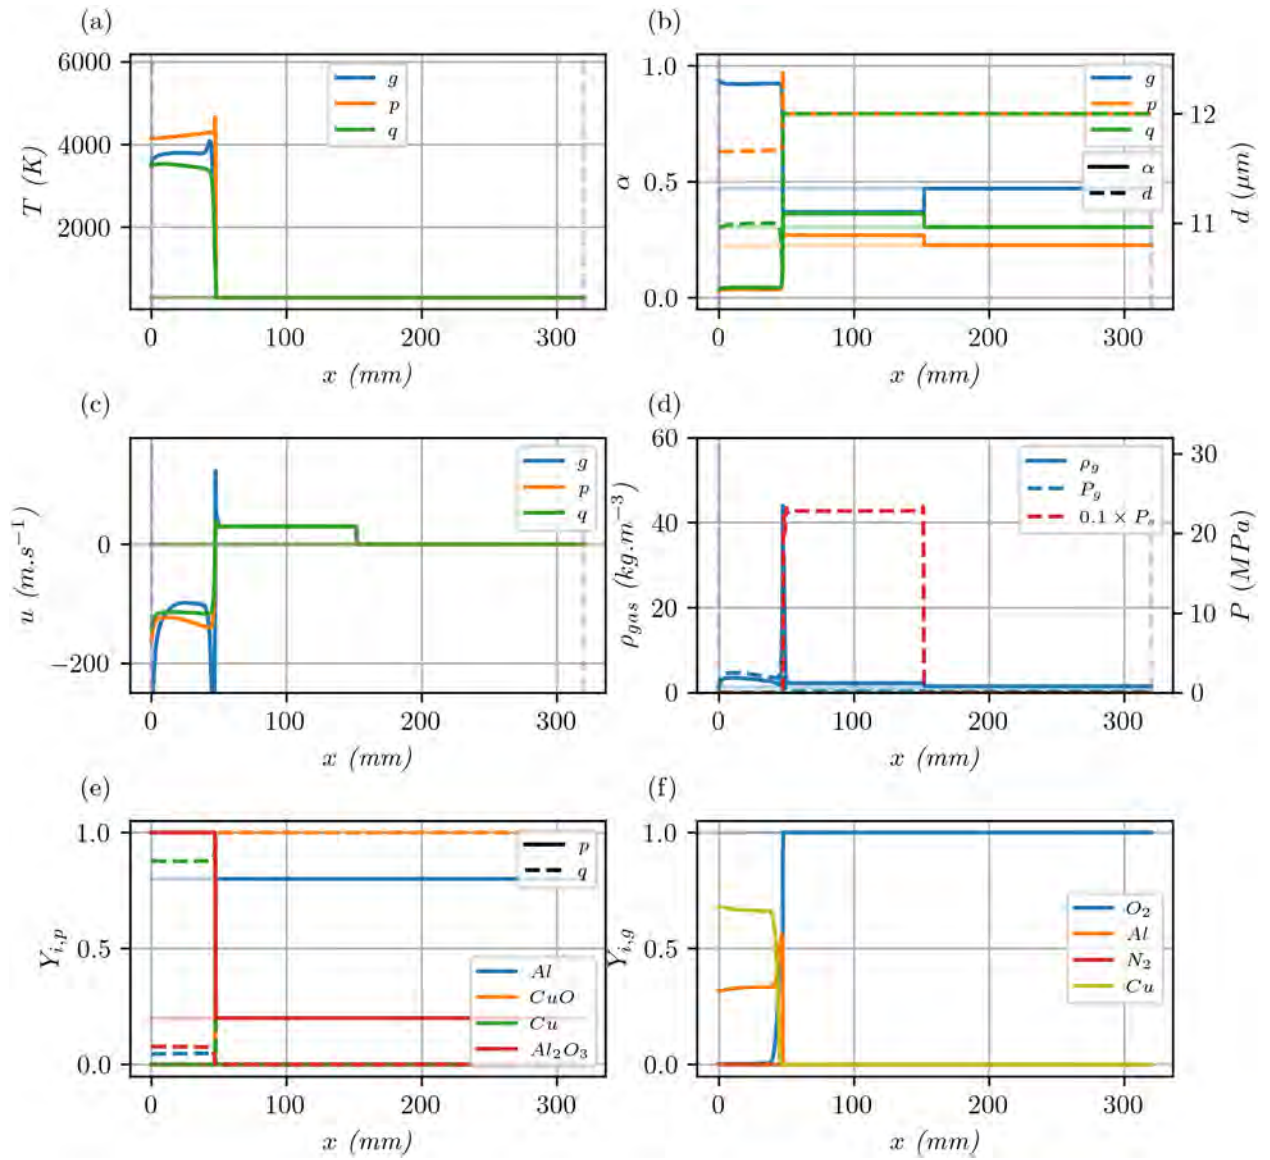 (a)
(b)
6000
4000
2000
T (K)
g
p
q
0
100
200
300
x (mm)
1.0
0.5
0.0
α
g
p
q
α
d
12
11
d (μm)
0
100
200
300
x (mm)
(c)
(d)
0
−200
u (m.s⁻¹)
g
p
q
0
100
200
300
x (mm)
60
40
20
0
ρgas (kg.m⁻³)
ρg
Pg
0.1 × Ps
30
20
10
0
P (MPa)
0
100
200
300
x (mm)
(e)
(f)
1.0
0.5
0.0
Yi,p
p
q
Al
CuO
Cu
Al₂O₃
0
100
200
300
x (mm)
1.0
0.5
0.0
Yi,g
O₂
Al
N₂
Cu
0
100
200
300
x (mm)